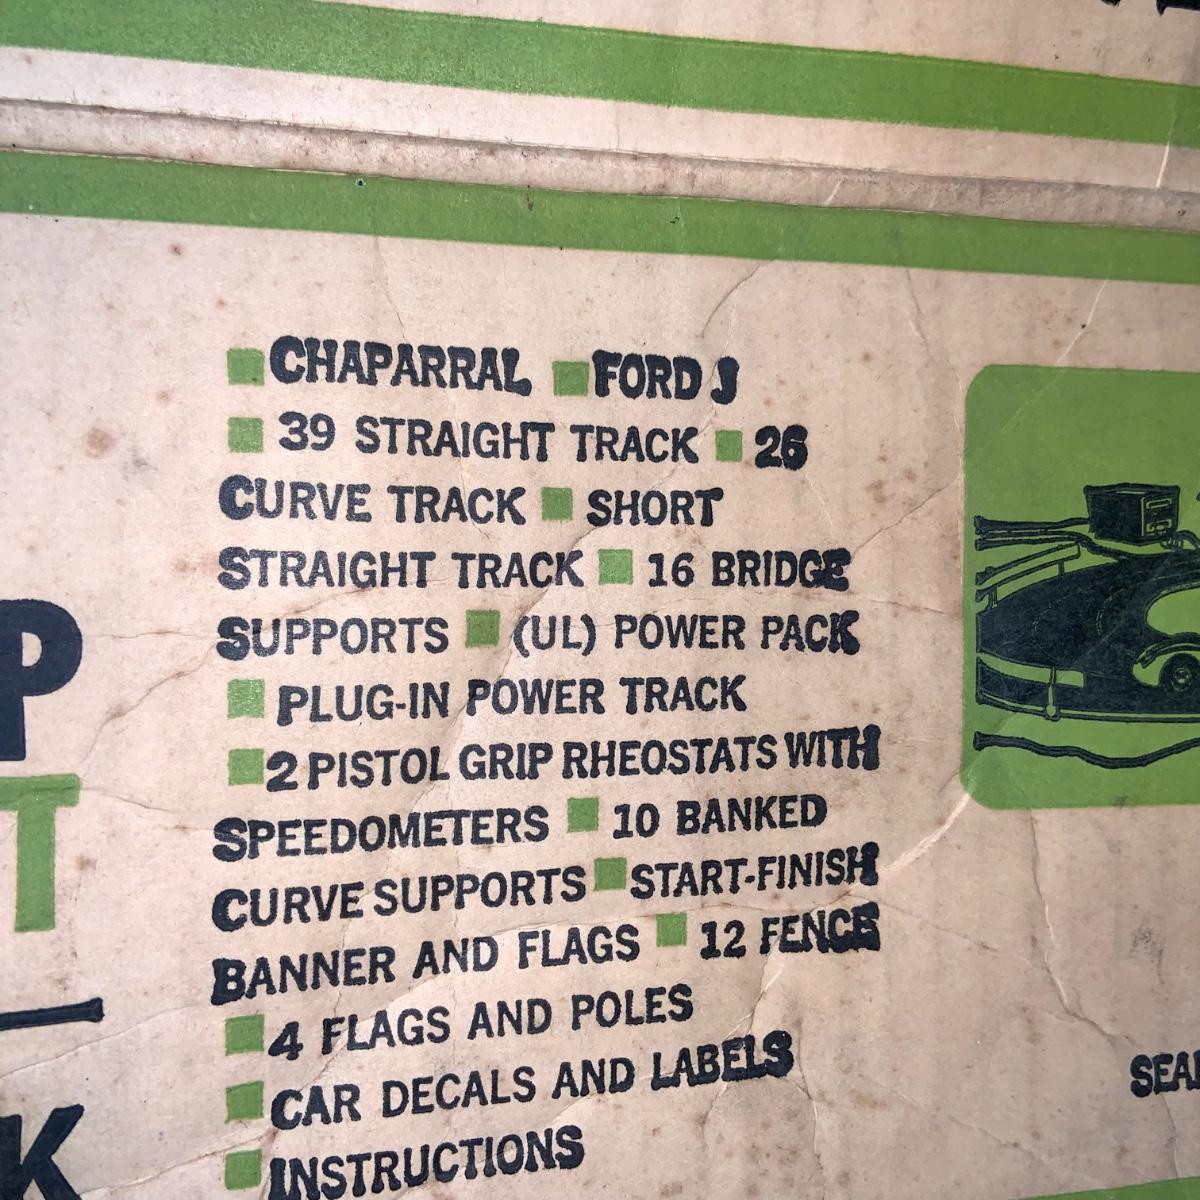 CHAPARRAL FORD J
39 STRAIGHT TRACK 26
CURVE TRACK SHORT
STRAIGHT TRACK 16 BRIDGE
SUPPORTS (UL) POWER PACK
PLUG-IN POWER TRACK
2 PISTOL GRIP RHEOSTATS WITH
SPEEDOMETERS 10 BANKED
CURVE SUPPORTS START-FINISH
BANNER AND FLAGS 12 FENCE
4 FLAGS AND POLES
CAR DECALS AND LABELS
INSTRUCTIONS
P
T
K